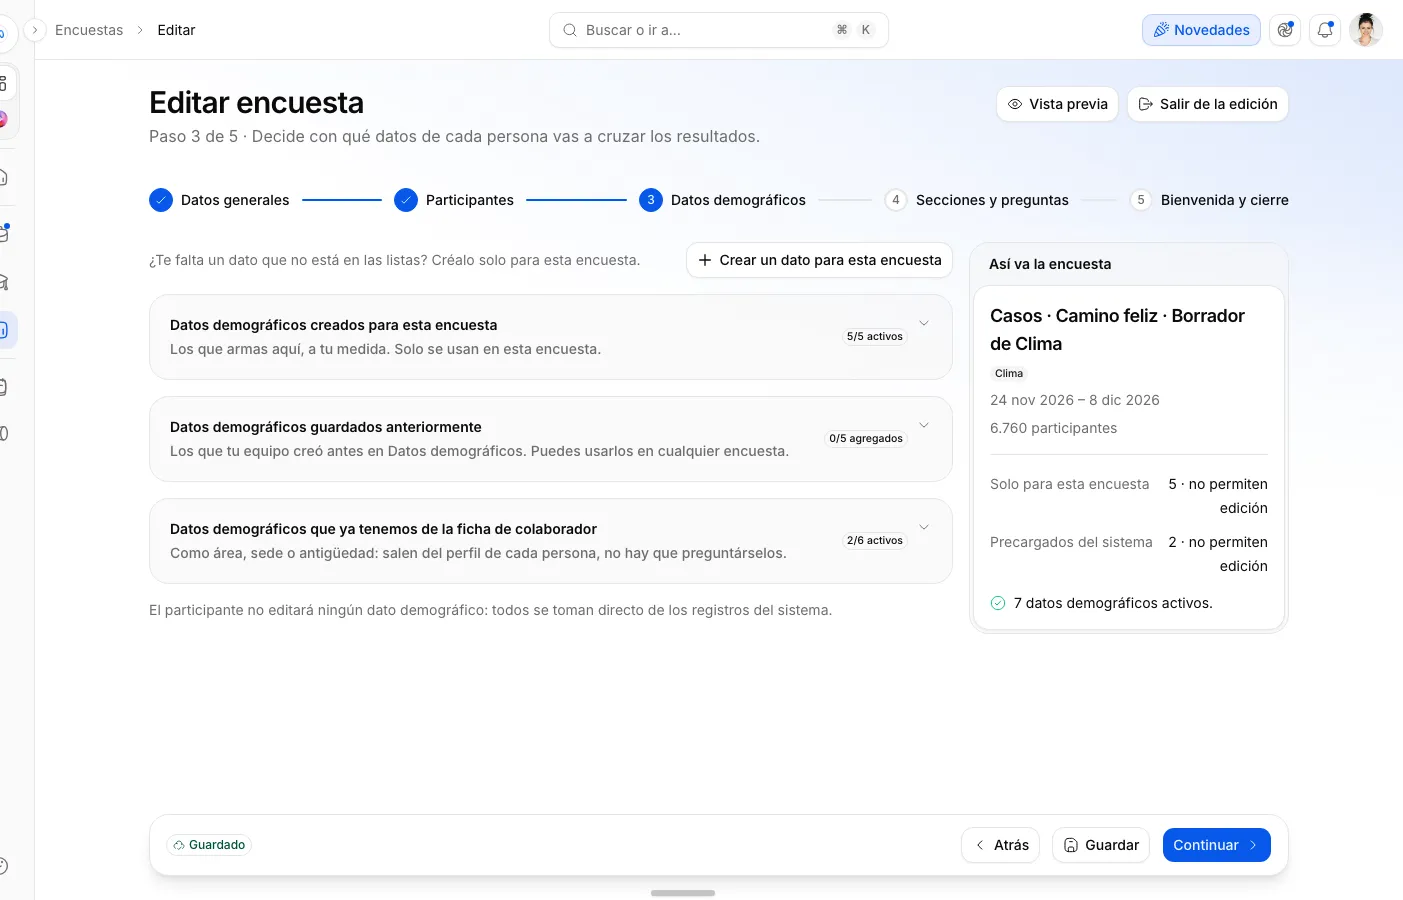 Encuestas
Editar
Buscar o ir a...
⌘ K
Novedades
Editar encuesta
Paso 3 de 5 · Decide con qué datos de cada persona vas a cruzar los resultados.
Vista previa
Salir de la edición
Datos generales
Participantes
3 Datos demográficos
4 Secciones y preguntas
5 Bienvenida y cierre
¿Te falta un dato que no está en las listas? Créalo solo para esta encuesta.
Crear un dato para esta encuesta
Datos demográficos creados para esta encuesta
Los que armas aquí, a tu medida. Solo se usan en esta encuesta.
5/5 activos
Datos demográficos guardados anteriormente
Los que tu equipo creó antes en Datos demográficos. Puedes usarlos en cualquier encuesta.
0/5 agregados
Datos demográficos que ya tenemos de la ficha de colaborador
Como área, sede o antigüedad: salen del perfil de cada persona, no hay que preguntárselos.
2/6 activos
El participante no editará ningún dato demográfico: todos se toman directo de los registros del sistema.
Así va la encuesta
Casos · Camino feliz · Borrador
de Clima
Clima
24 nov 2026 – 8 dic 2026
6.760 participantes
Solo para esta encuesta 5 · no permiten
edición
Precargados del sistema 2 · no permiten
edición
7 datos demográficos activos.
Guardado
Atrás
Guardar
Continuar